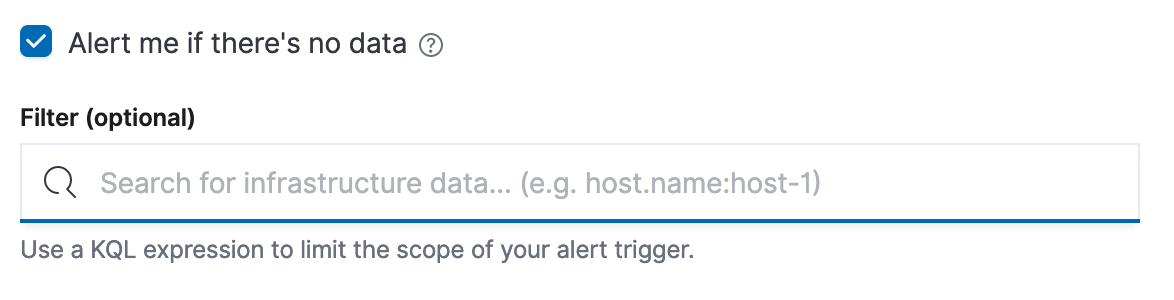 Alert me if there's no data
Filter (optional)
Search for infrastructure data... (e.g. host.name:host-1)
Use a KQL expression to limit the scope of your alert trigger.